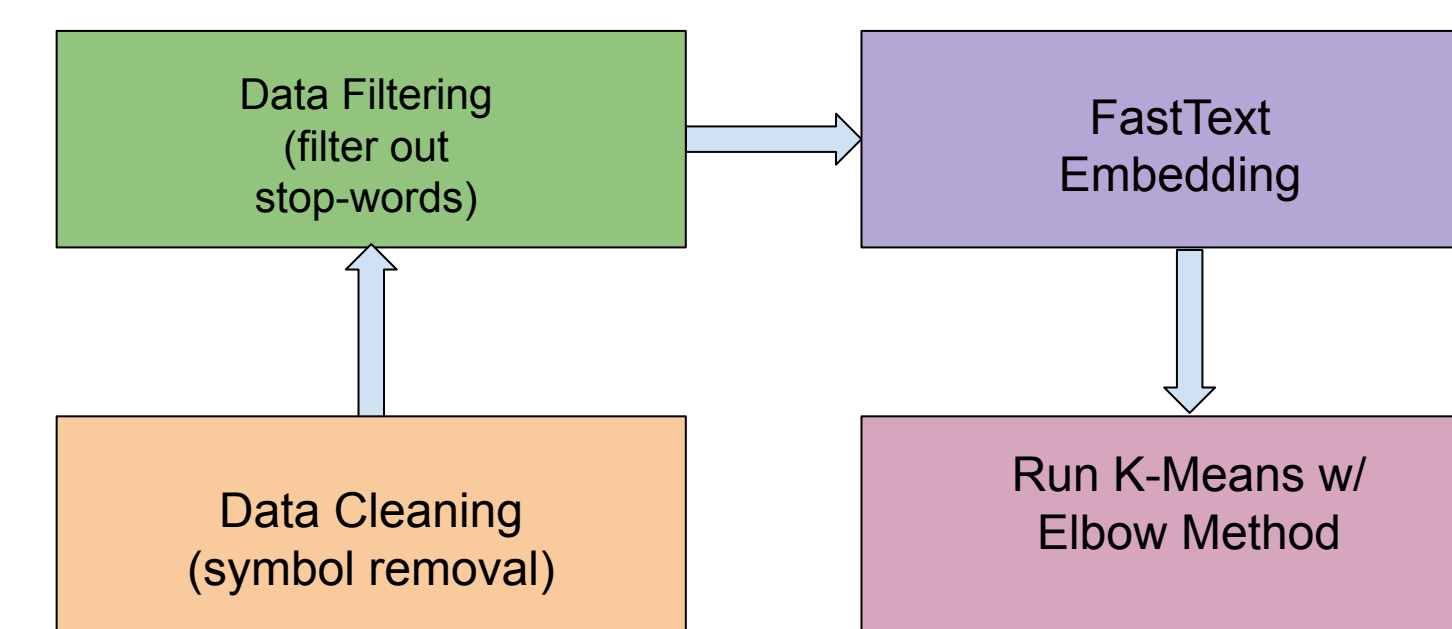 Data Filtering
(filter out
stop-words)
FastText
Embedding
Data Cleaning
(symbol removal)
Run K-Means w/
Elbow Method